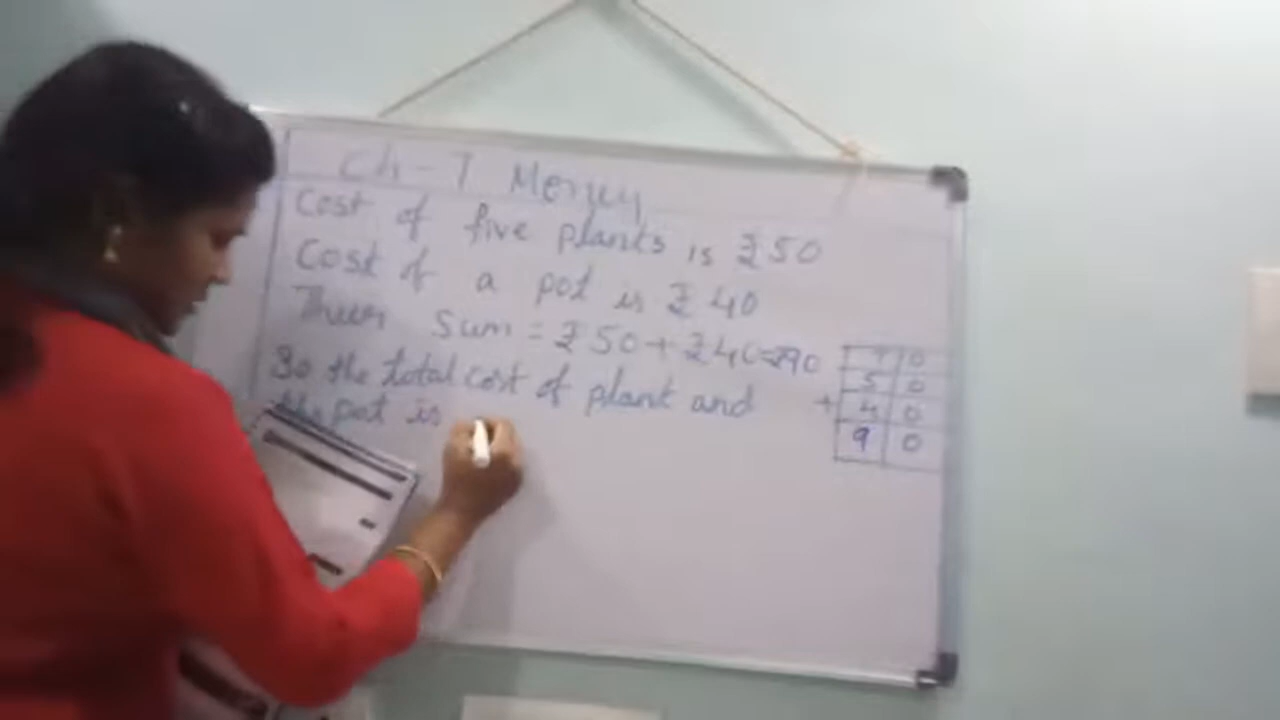 Ch - 7 Money
Cost of five plants is ₹50
Cost of a pot is ₹ 40
Then Sum = ₹50+₹40=₹90
So the total cost of plant and
the pot is
T O
5 0
+ 4 0
9 0